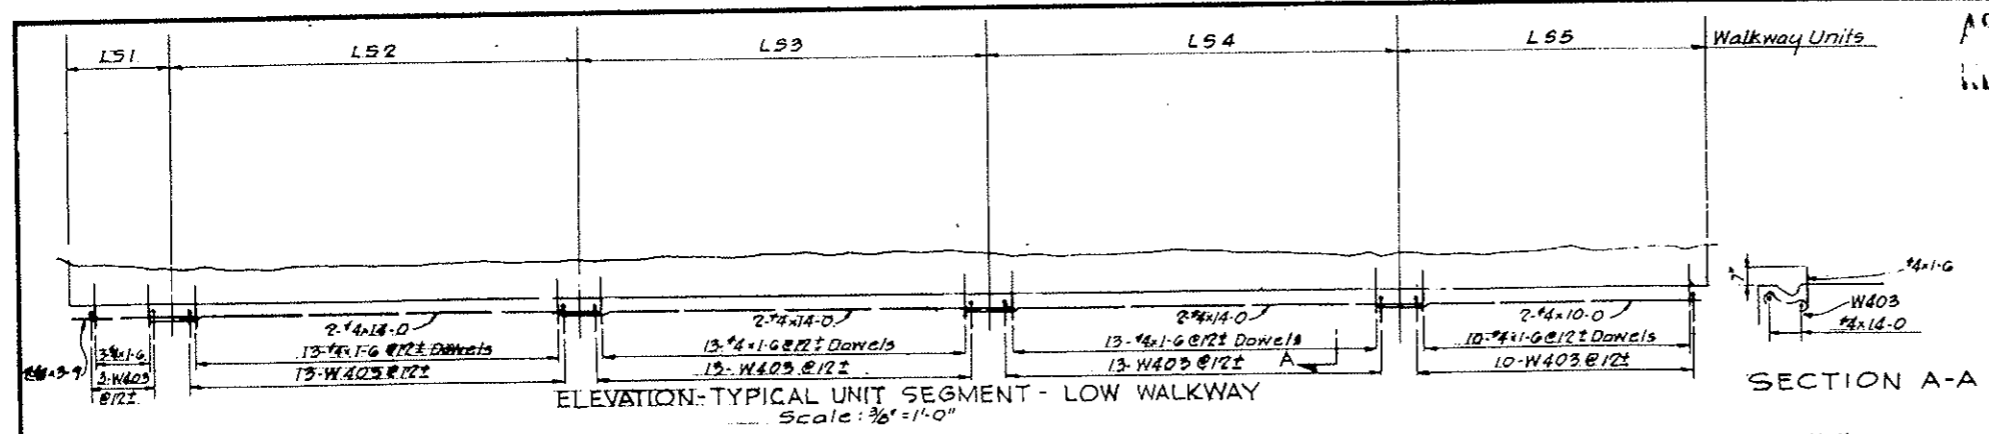 LS1
LS2
LS3
LS4
LS5
Walkway Units
2-#4x14-0
2-#4x14-0
2-#4x14-0
2-#4x10-0
#4x1-6
W403
#4x14-0
7"
3-#4x1-6
13-#4x1-6@12± Dowels
13-#4x1-6@12± Dowels
13-#4x1-6@12± Dowels
10-#4x1-6@12± Dowels
3-W403
@12±
13-W403@12±
13-W403@12±
13-W403@12±
10-W403@12±
A
ELEVATION-TYPICAL UNIT SEGMENT - LOW WALKWAY
Scale: 3/8"=1'-0"
SECTION A-A